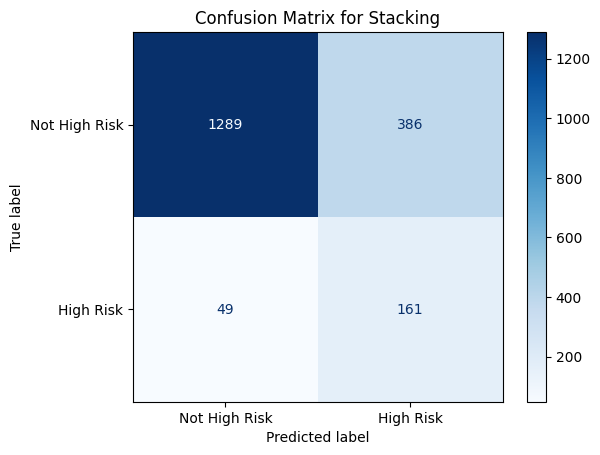 Confusion Matrix for Stacking
True label
Not High Risk
High Risk
1289
386
49
161
Not High Risk
High Risk
Predicted label
1200
1000
800
600
400
200